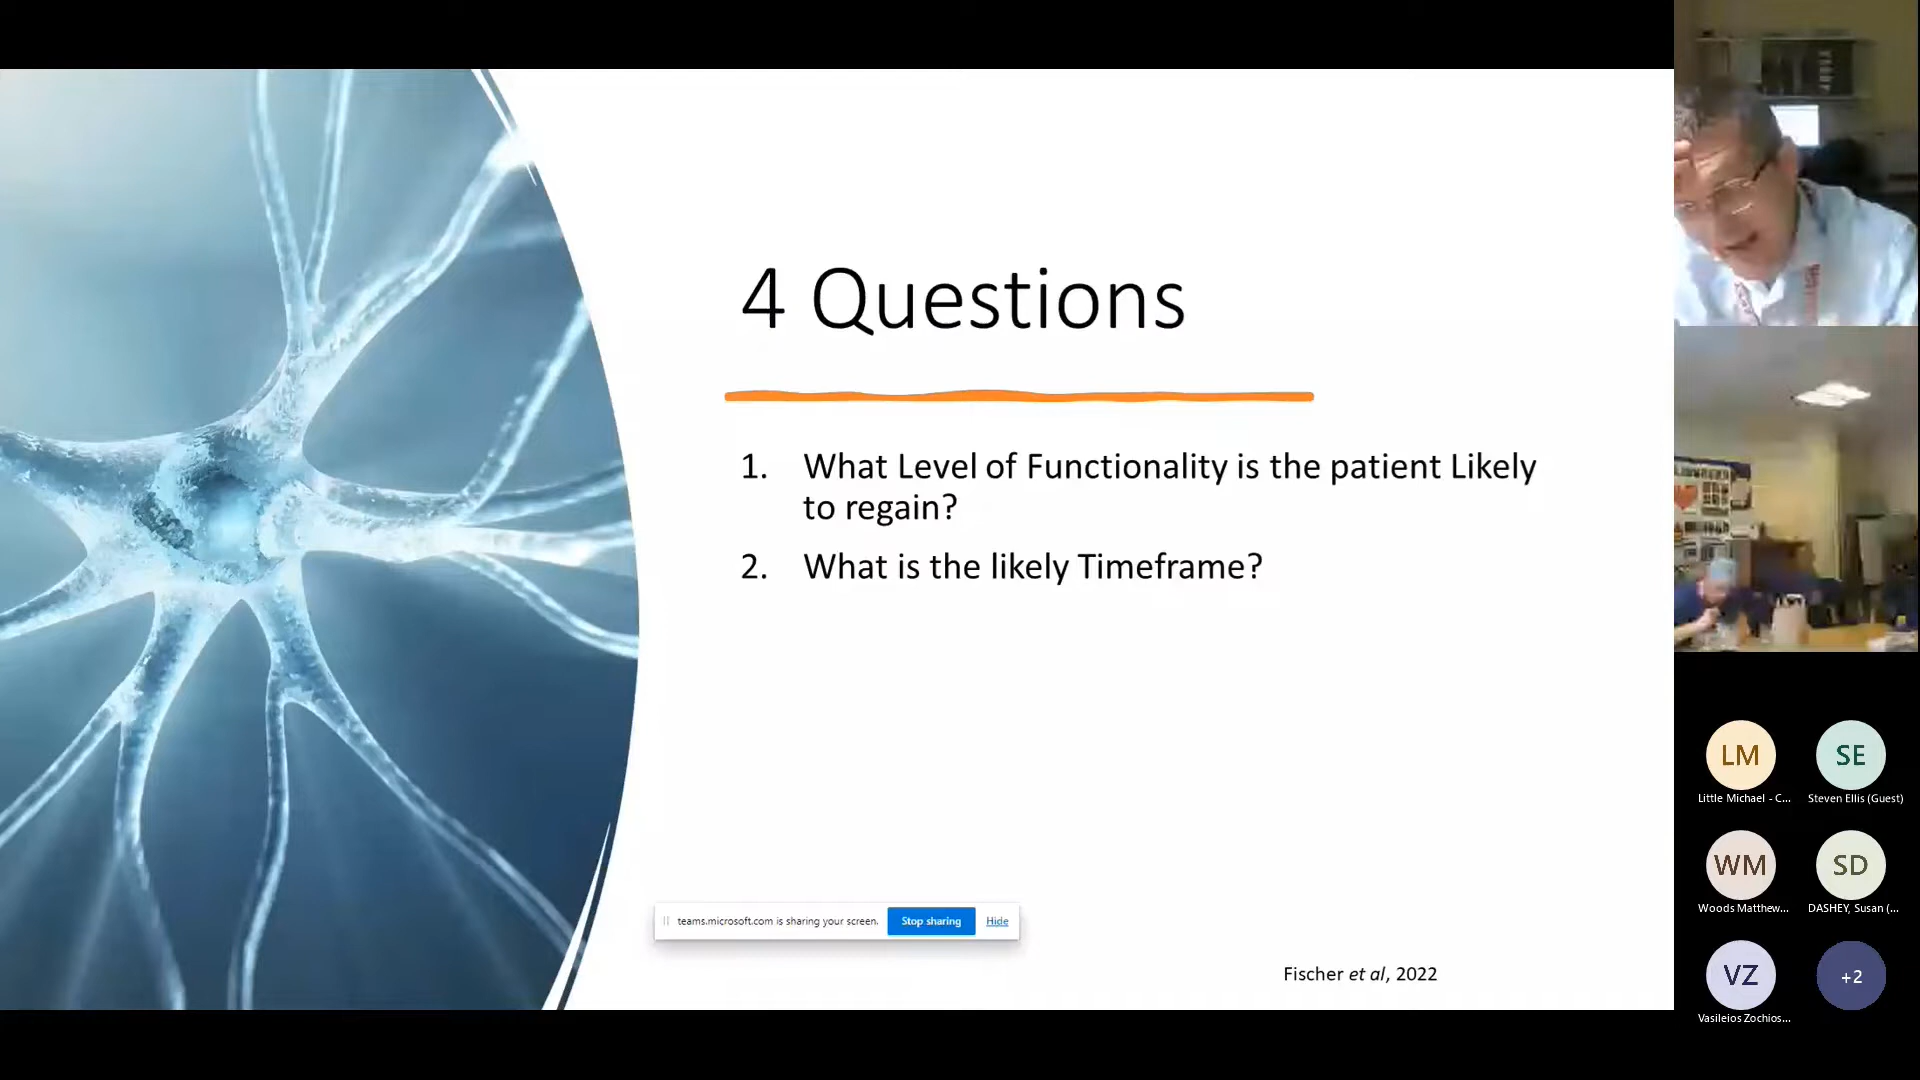 4 Questions
1. What Level of Functionality is the patient Likely
to regain?
2. What is the likely Timeframe?
teams.microsoft.com is sharing your screen. Stop sharing Hide
Fischer et al, 2022
LM SE
Little Michael - C... Steven Ellis (Guest)
WM SD
Woods Matthew... DASHEY, Susan (...
VZ +2
Vasileios Zochios...